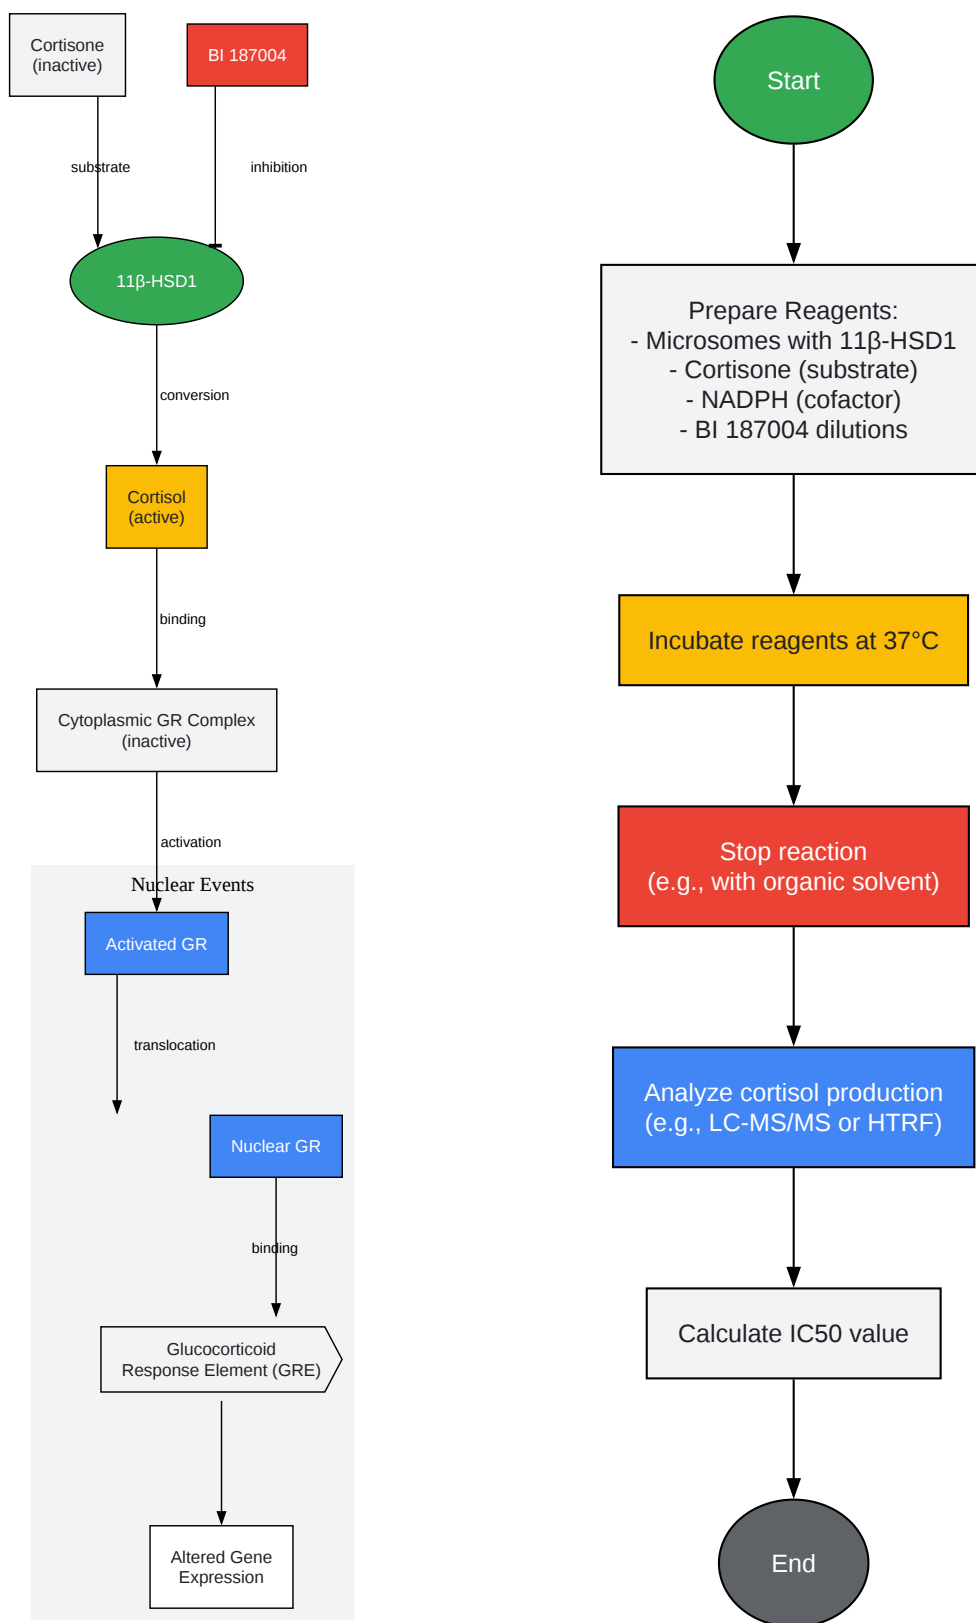 Cortisone
(inactive)
BI 187004
substrate
inhibition
11β-HSD1
conversion
Cortisol
(active)
binding
Cytoplasmic GR Complex
(inactive)
activation
Nuclear Events
Activated GR
translocation
Nuclear GR
binding
Glucocorticoid
Response Element (GRE)
Altered Gene
Expression
Start
Prepare Reagents:
- Microsomes with 11β-HSD1
- Cortisone (substrate)
- NADPH (cofactor)
- BI 187004 dilutions
Incubate reagents at 37°C
Stop reaction
(e.g., with organic solvent)
Analyze cortisol production
(e.g., LC-MS/MS or HTRF)
Calculate IC50 value
End